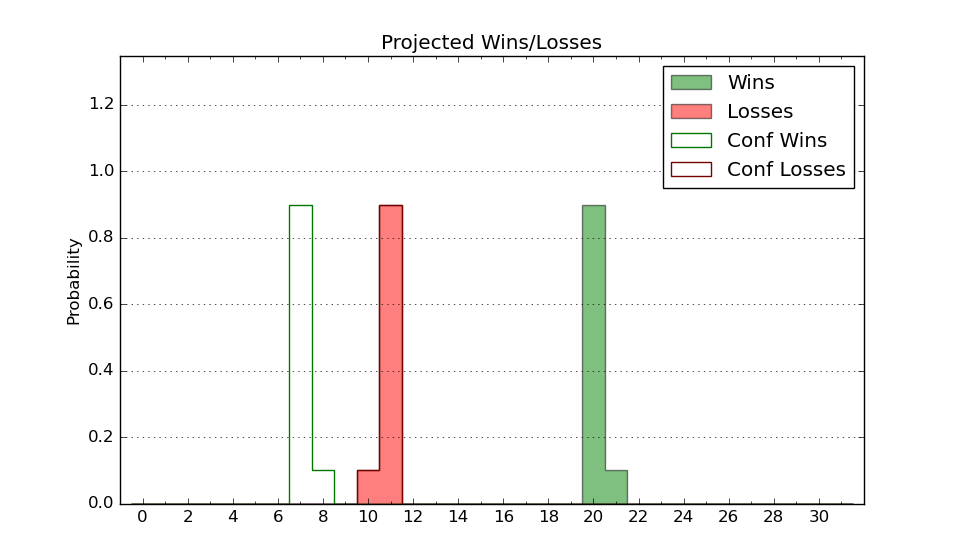 Projected Wins/Losses
Wins
Losses
Conf Wins
Conf Losses
Probability
1.2
1.0
0.8
0.6
0.4
0.2
0.0
0 2 4 6 8 10 12 14 16 18 20 22 24 26 28 30